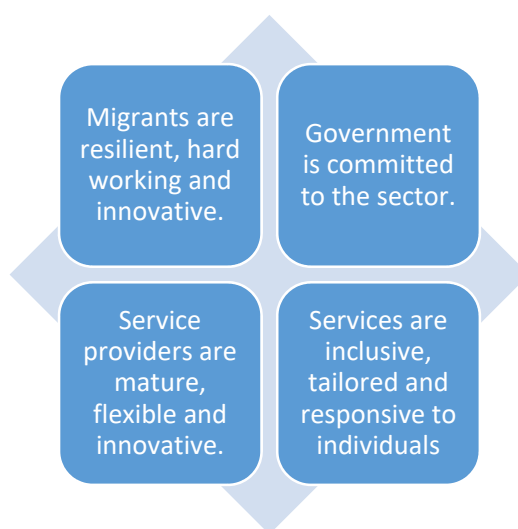 Migrants are
resilient, hard
working and
innovative.
Government
is committed
to the sector.
Service
providers are
mature,
flexible and
innovative.
Services are
inclusive,
tailored and
responsive to
individuals